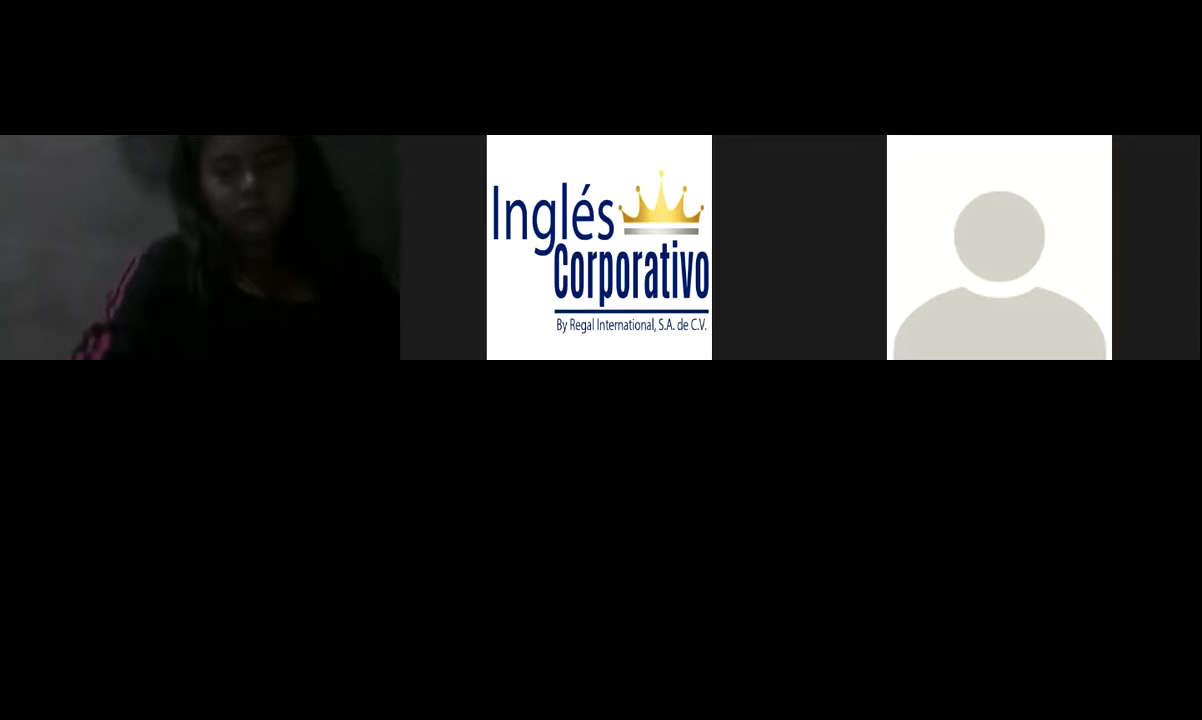 Inglés
Corporativo
By Regal International, S.A. de C.V.